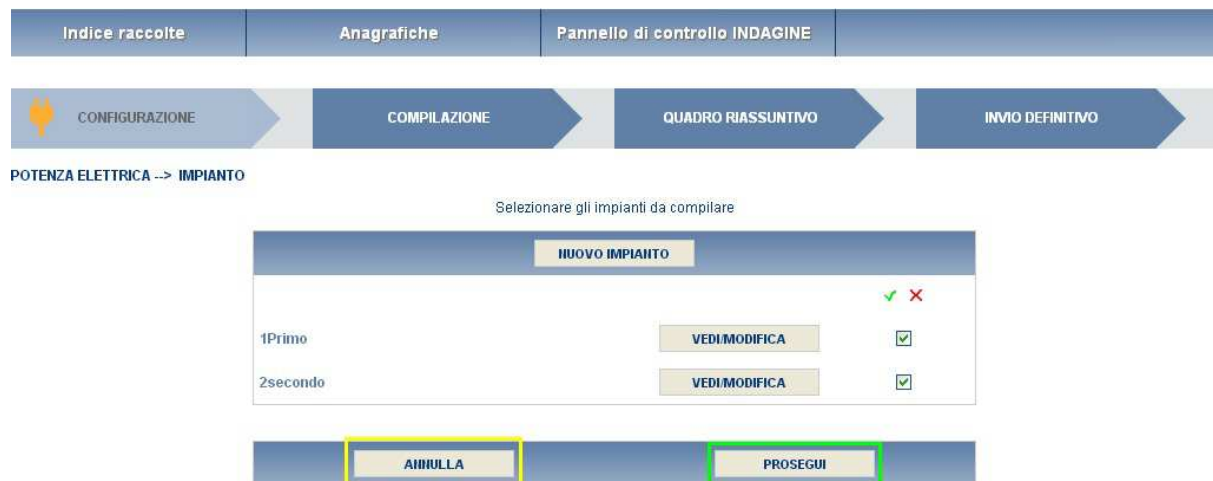 Indice raccolte Anagrafiche Pannello di controllo INDAGINE
CONFIGURAZIONE COMPILAZIONE QUADRO RIASSUNTIVO INVIO DEFINITIVO
POTENZA ELETTRICA --> IMPIANTO
Selezionare gli impianti da compilare
NUOVO IMPIANTO
1Primo VEDI/MODIFICA
2secondo VEDI/MODIFICA
ANNULLA PROSEGUI